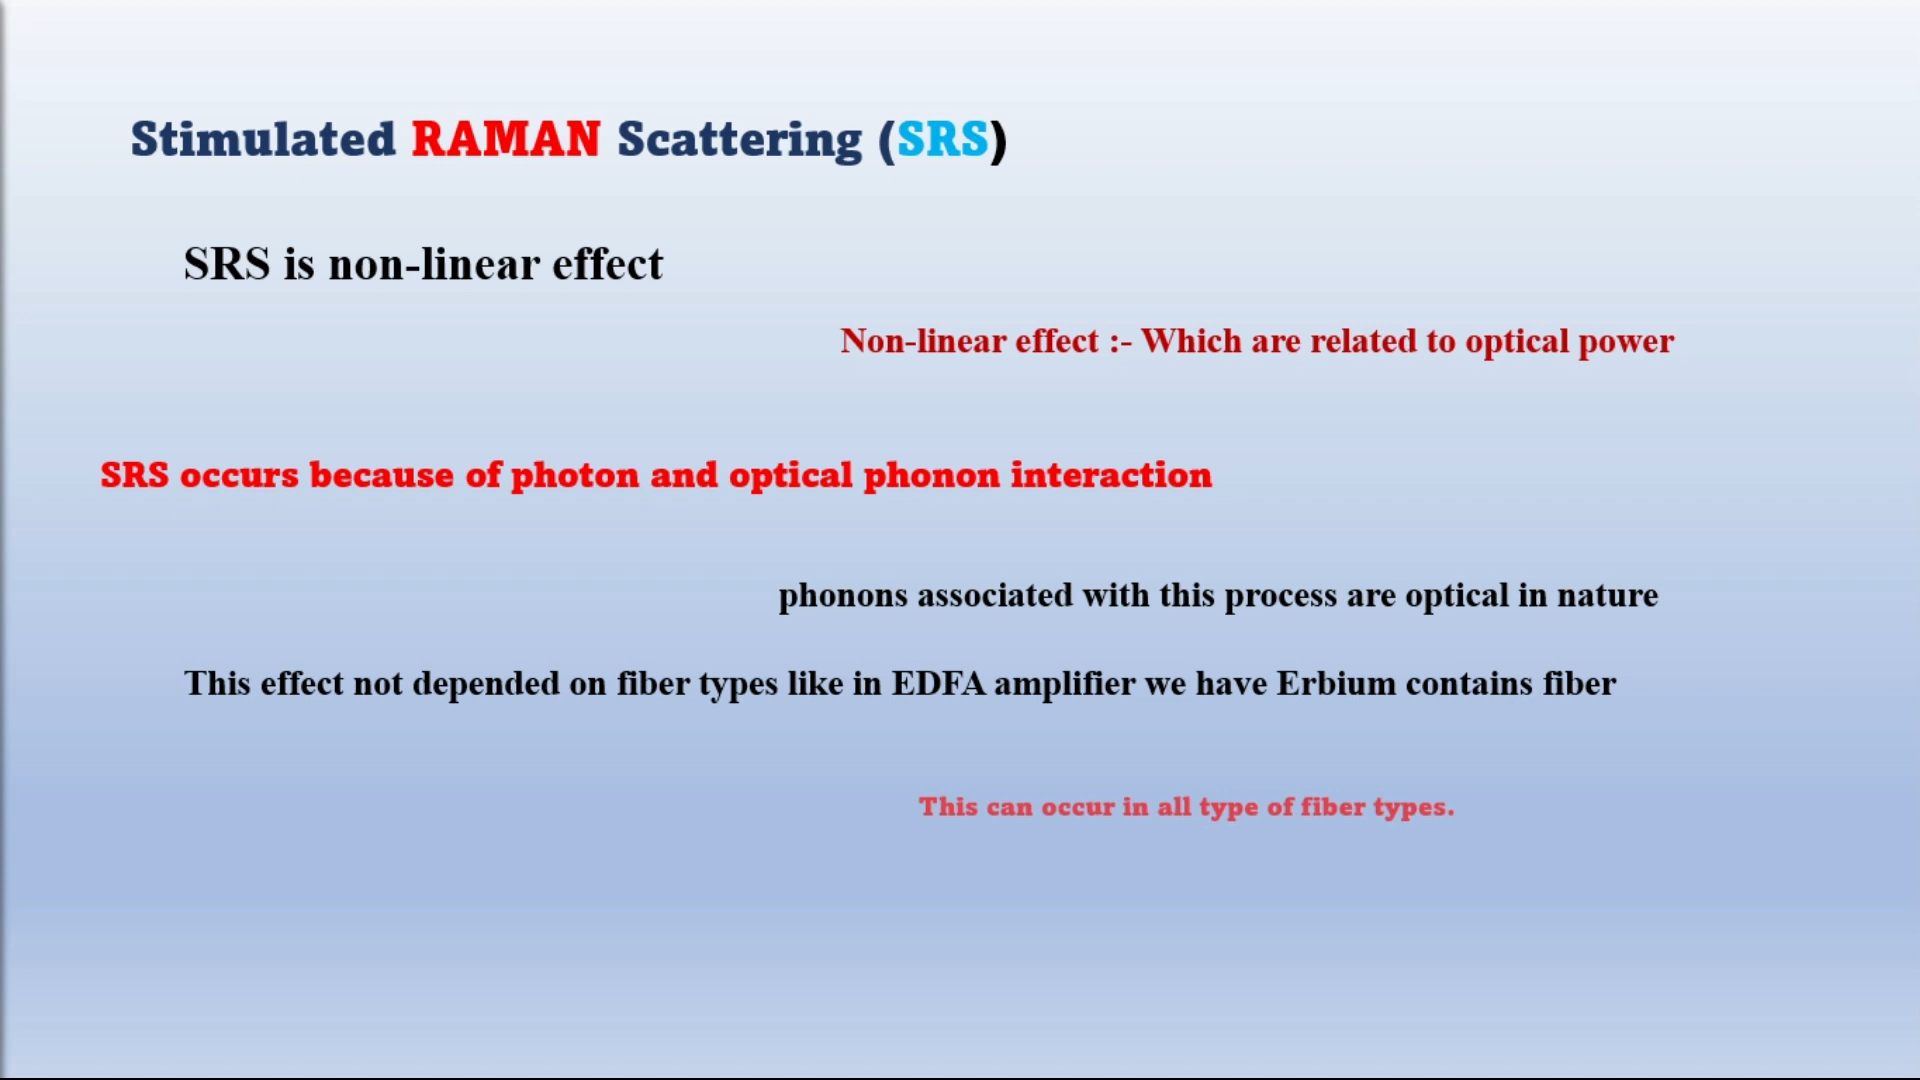 Stimulated RAMAN Scattering (SRS)
SRS is non-linear effect
Non-linear effect :- Which are related to optical power
SRS occurs because of photon and optical phonon interaction
phonons associated with this process are optical in nature
This effect not depended on fiber types like in EDFA amplifier we have Erbium contains fiber
This can occur in all type of fiber types.